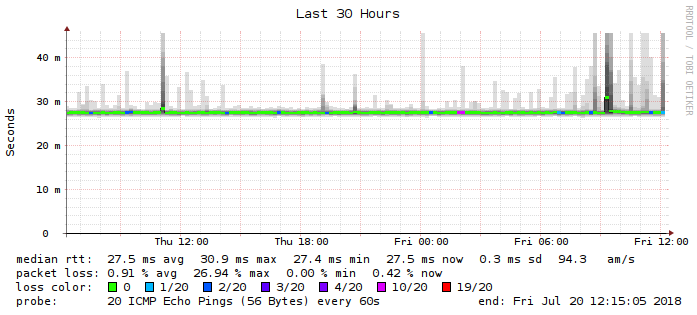 Last 30 Hours
RRDTOOL / TOBI OETIKER
Seconds
40 m
30 m
20 m
10 m
0
Thu 12:00 Thu 18:00 Fri 00:00 Fri 06:00 Fri 12:00
median rtt: 27.5 ms avg 30.9 ms max 27.4 ms min 27.5 ms now 0.3 ms sd 94.3 am/s
packet loss: 0.91 % avg 26.94 % max 0.00 % min 0.42 % now
loss color: 0 1/20 2/20 3/20 4/20 10/20 19/20
probe: 20 ICMP Echo Pings (56 Bytes) every 60s end: Fri Jul 20 12:15:05 2018